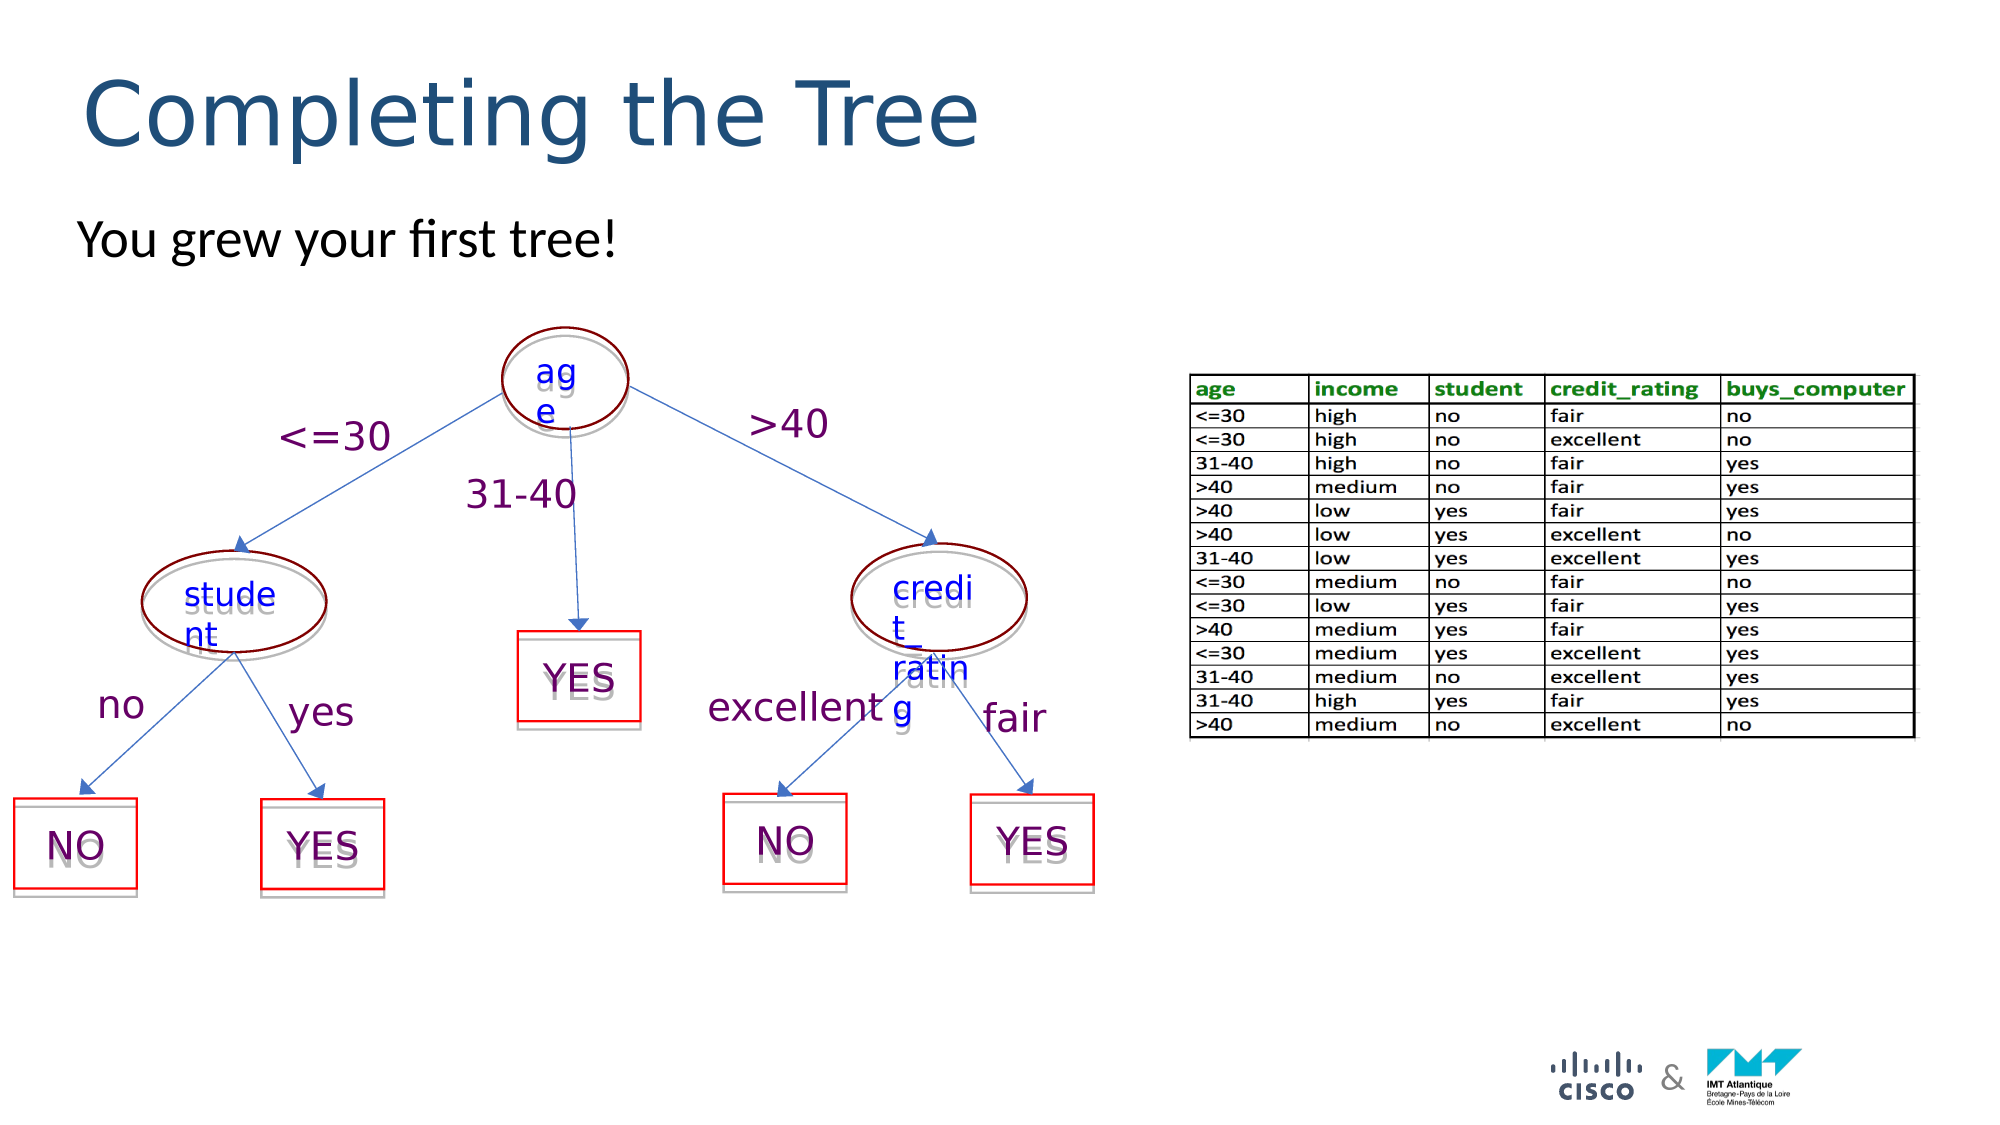 Completing the Tree
You grew your first tree!
ag
e
<=30
>40
31-40
stude
nt
credi
t_
ratin
g
no
yes
YES
excellent
fair
NO
YES
NO
YES
age income student credit_rating buys_computer
<=30 high no fair no
<=30 high no excellent no
31-40 high no fair yes
>40 medium no fair yes
>40 low yes fair yes
>40 low yes excellent no
31-40 low yes excellent yes
<=30 medium no fair no
<=30 low yes fair yes
>40 medium yes fair yes
<=30 medium yes excellent yes
31-40 medium no excellent yes
31-40 high yes fair yes
>40 medium no excellent no
CISCO
&
IMT Atlantique
Bretagne-Pays de la Loire
École Mines-Télécom